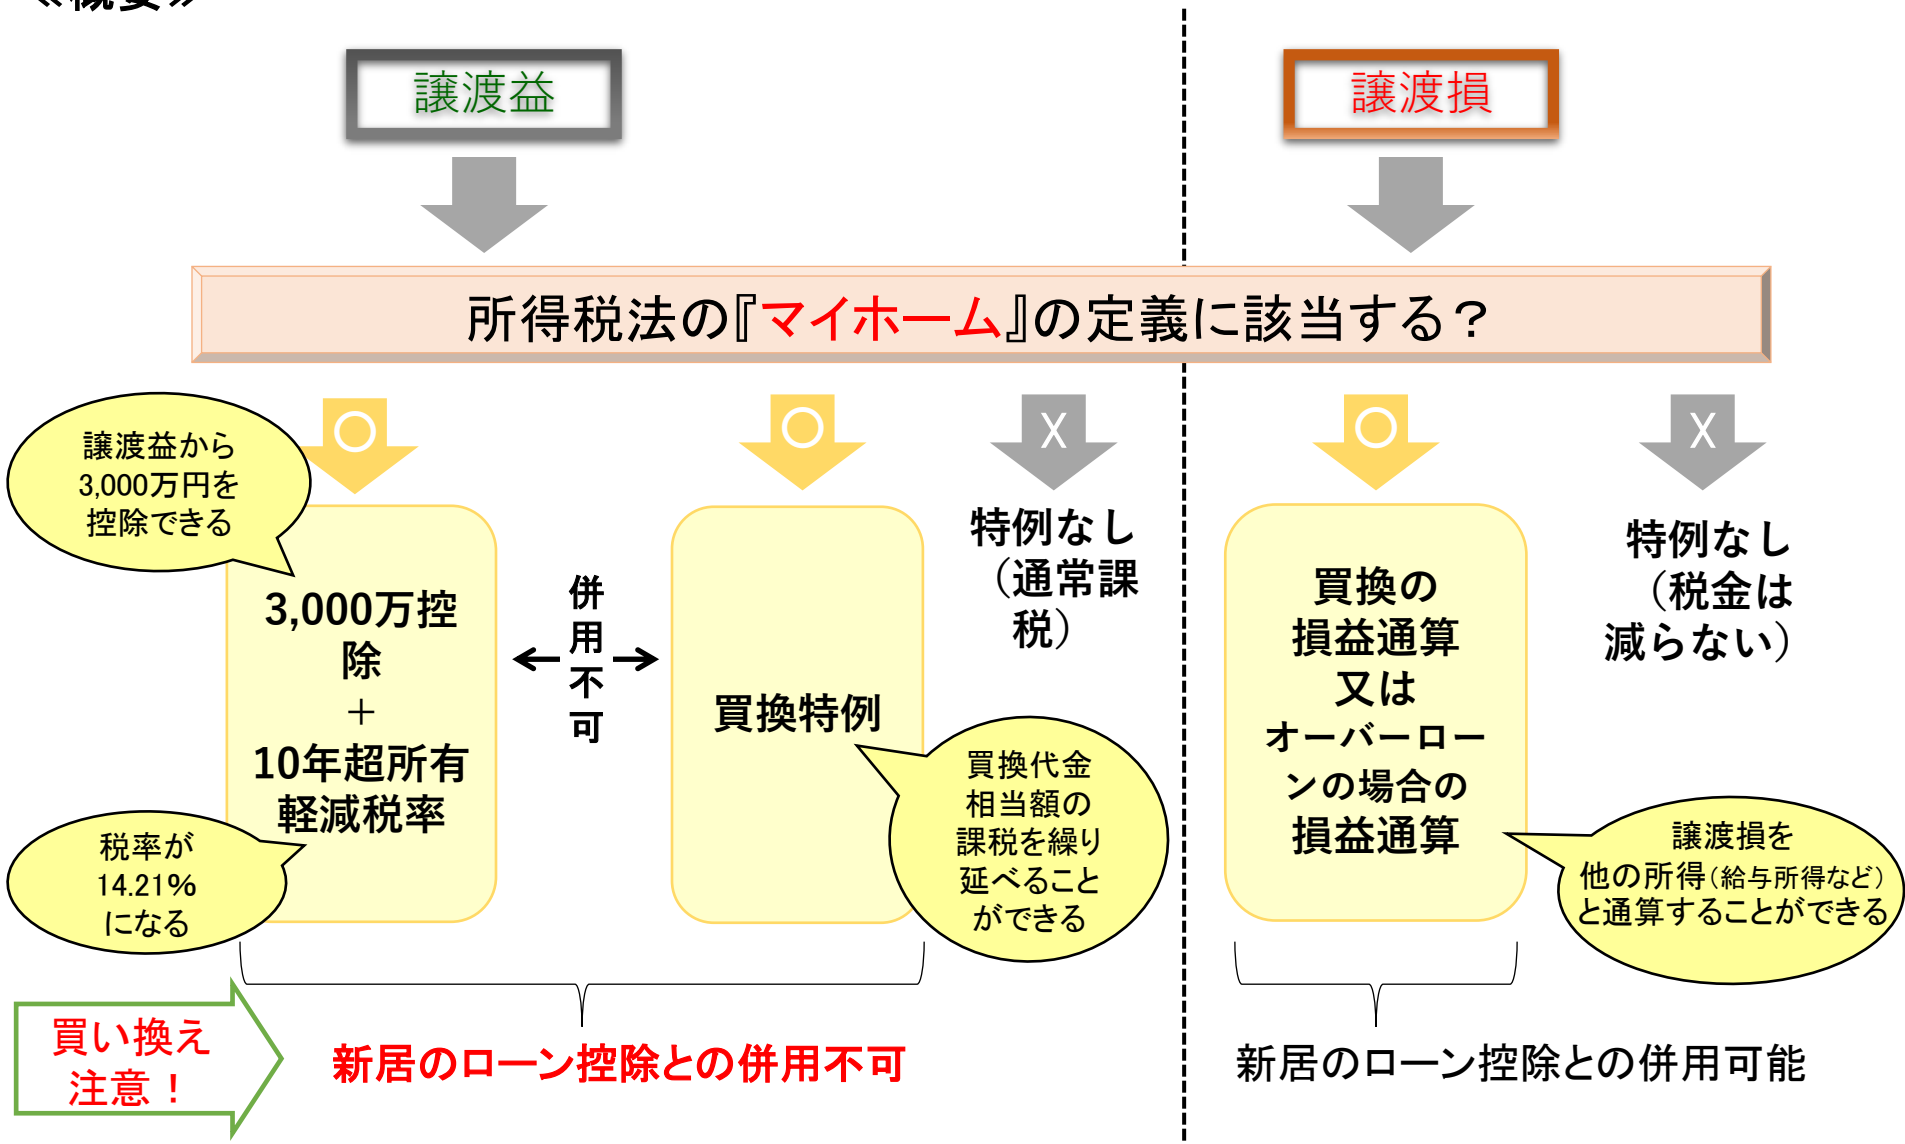 ≪概要≫
譲渡益
譲渡損
所得税法の『マイホーム』の定義に該当する？
〇
〇
X
〇
X
譲渡益から
3,000万円を
控除できる
3,000万控
除
＋
10年超所有
軽減税率
税率が
14.21％
になる
併
用
不
可
買換特例
特例なし
（通常課
税）
買換代金
相当額の
課税を繰り
延べること
ができる
買換の
損益通算
又は
オーバーロー
ンの場合の
損益通算
特例なし
（税金は
減らない）
譲渡損を
他の所得（給与所得など）
と通算することができる
買い換え
注意！
新居のローン控除との併用不可
新居のローン控除との併用可能